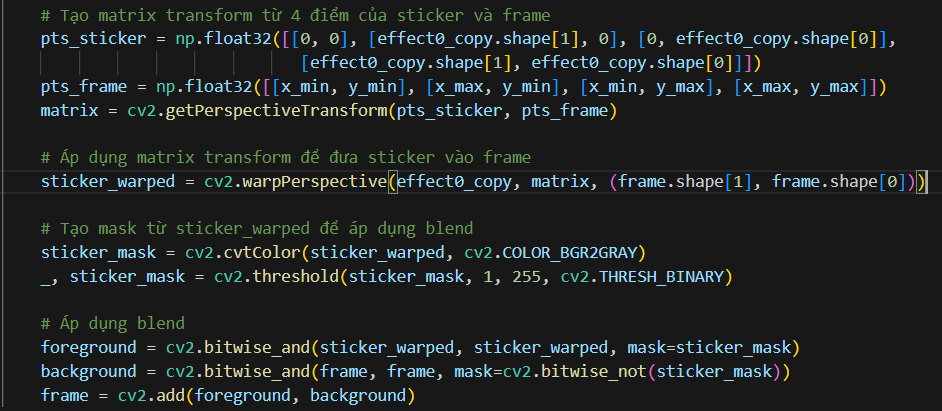 # Tạo matrix transform từ 4 điểm của sticker và frame
pts_sticker = np.float32([[0, 0], [effect0_copy.shape[1], 0], [0, effect0_copy.shape[0]],
[effect0_copy.shape[1], effect0_copy.shape[0]]])
pts_frame = np.float32([[x_min, y_min], [x_max, y_min], [x_min, y_max], [x_max, y_max]])
matrix = cv2.getPerspectiveTransform(pts_sticker, pts_frame)
# Áp dụng matrix transform để đưa sticker vào frame
sticker_warped = cv2.warpPerspective(effect0_copy, matrix, (frame.shape[1], frame.shape[0]))
# Tạo mask từ sticker_warped để áp dụng blend
sticker_mask = cv2.cvtColor(sticker_warped, cv2.COLOR_BGR2GRAY)
_, sticker_mask = cv2.threshold(sticker_mask, 1, 255, cv2.THRESH_BINARY)
# Áp dụng blend
foreground = cv2.bitwise_and(sticker_warped, sticker_warped, mask=sticker_mask)
background = cv2.bitwise_and(frame, frame, mask=cv2.bitwise_not(sticker_mask))
frame = cv2.add(foreground, background)